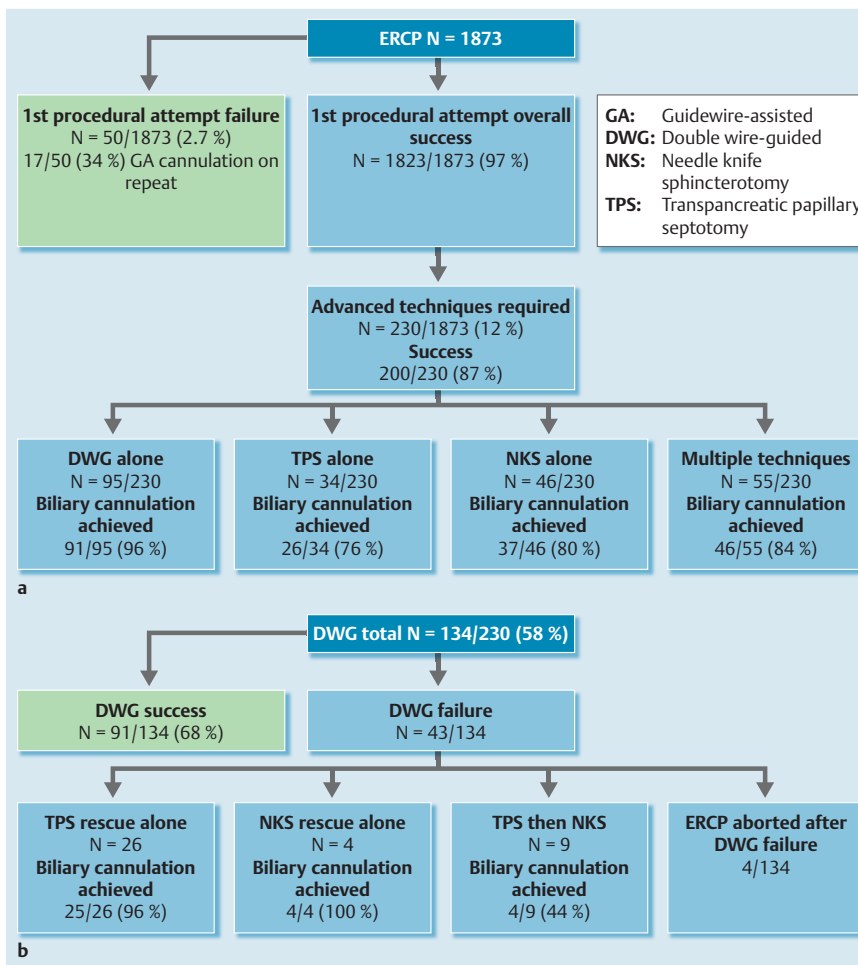 ERCP N = 1873
1st procedural attempt failure
N = 50/1873 (2.7 %)
17/50 (34 %) GA cannulation on
repeat
1st procedural attempt overall
success
N = 1823/1873 (97 %)
GA: Guidewire-assisted
DWG: Double wire-guided
NKS: Needle knife
sphincterotomy
TPS: Transpancreatic papillary
septotomy
Advanced techniques required
N = 230/1873 (12 %)
Success
200/230 (87 %)
DWG alone
N = 95/230
Biliary cannulation
achieved
91/95 (96 %)
TPS alone
N = 34/230
Biliary cannulation
achieved
26/34 (76 %)
NKS alone
N = 46/230
Biliary cannulation
achieved
37/46 (80 %)
Multiple techniques
N = 55/230
Biliary cannulation
achieved
46/55 (84 %)
a
DWG total N = 134/230 (58 %)
DWG success
N = 91/134 (68 %)
DWG failure
N = 43/134
TPS rescue alone
N = 26
Biliary cannulation
achieved
25/26 (96 %)
NKS rescue alone
N = 4
Biliary cannulation
achieved
4/4 (100 %)
TPS then NKS
N = 9
Biliary cannulation
achieved
4/9 (44 %)
ERCP aborted after
DWG failure
4/134
b